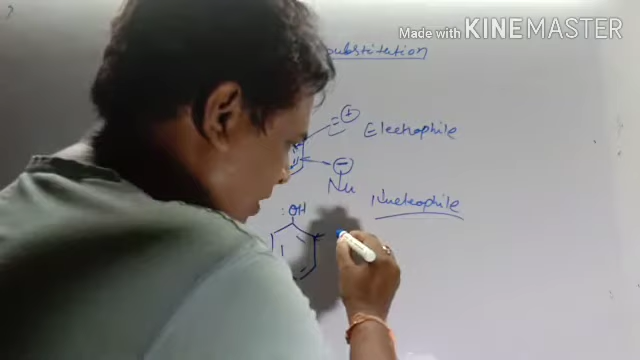 Made with KINEMASTER
substitution
⊕
Electrophile
⊖
Nu
Nucleophile
:OH